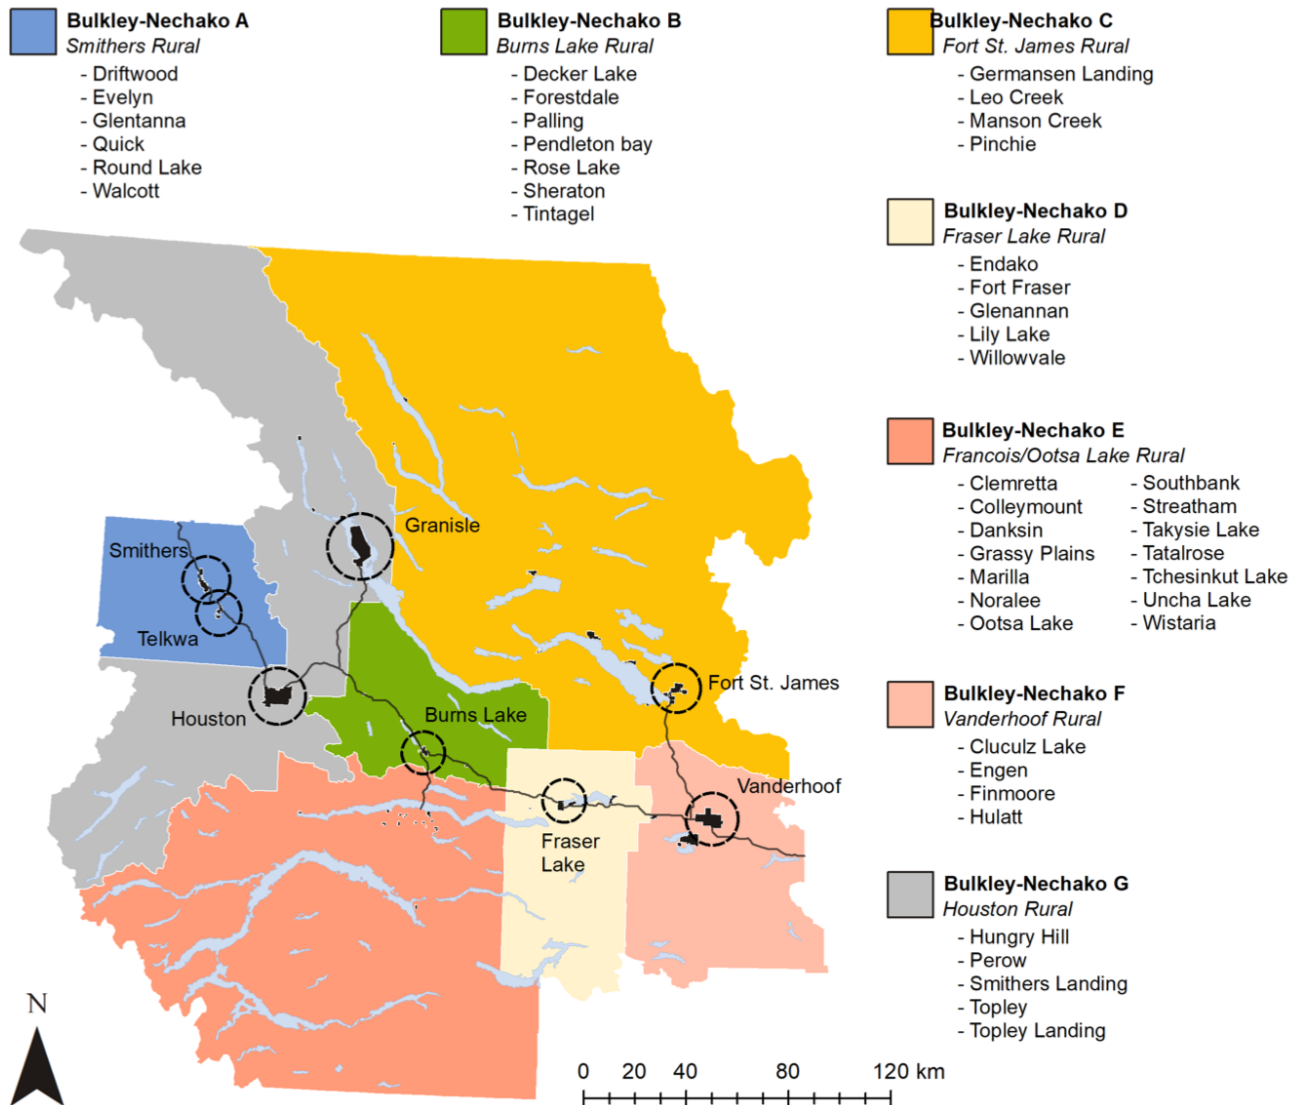 Bulkley-Nechako A
Smithers Rural
- Driftwood
- Evelyn
- Glentanna
- Quick
- Round Lake
- Walcott
Bulkley-Nechako B
Burns Lake Rural
- Decker Lake
- Forestdale
- Palling
- Pendleton bay
- Rose Lake
- Sheraton
- Tintagel
Bulkley-Nechako C
Fort St. James Rural
- Germansen Landing
- Leo Creek
- Manson Creek
- Pinchie
Bulkley-Nechako D
Fraser Lake Rural
- Endako
- Fort Fraser
- Glenannan
- Lily Lake
- Willowvale
Bulkley-Nechako E
Francois/Ootsa Lake Rural
- Clemretta
- Colleymount
- Danksin
- Grassy Plains
- Marilla
- Noralee
- Ootsa Lake
- Southbank
- Streatham
- Takysie Lake
- Tatalrose
- Tchesinkut Lake
- Uncha Lake
- Wistaria
Bulkley-Nechako F
Vanderhoof Rural
- Cluculz Lake
- Engen
- Finmoore
- Hulatt
Bulkley-Nechako G
Houston Rural
- Hungry Hill
- Perow
- Smithers Landing
- Topley
- Topley Landing
Granisle
Smithers
Telkwa
Houston
Burns Lake
Fort St. James
Vanderhoof
Fraser
Lake
N
0 20 40 80 120 km